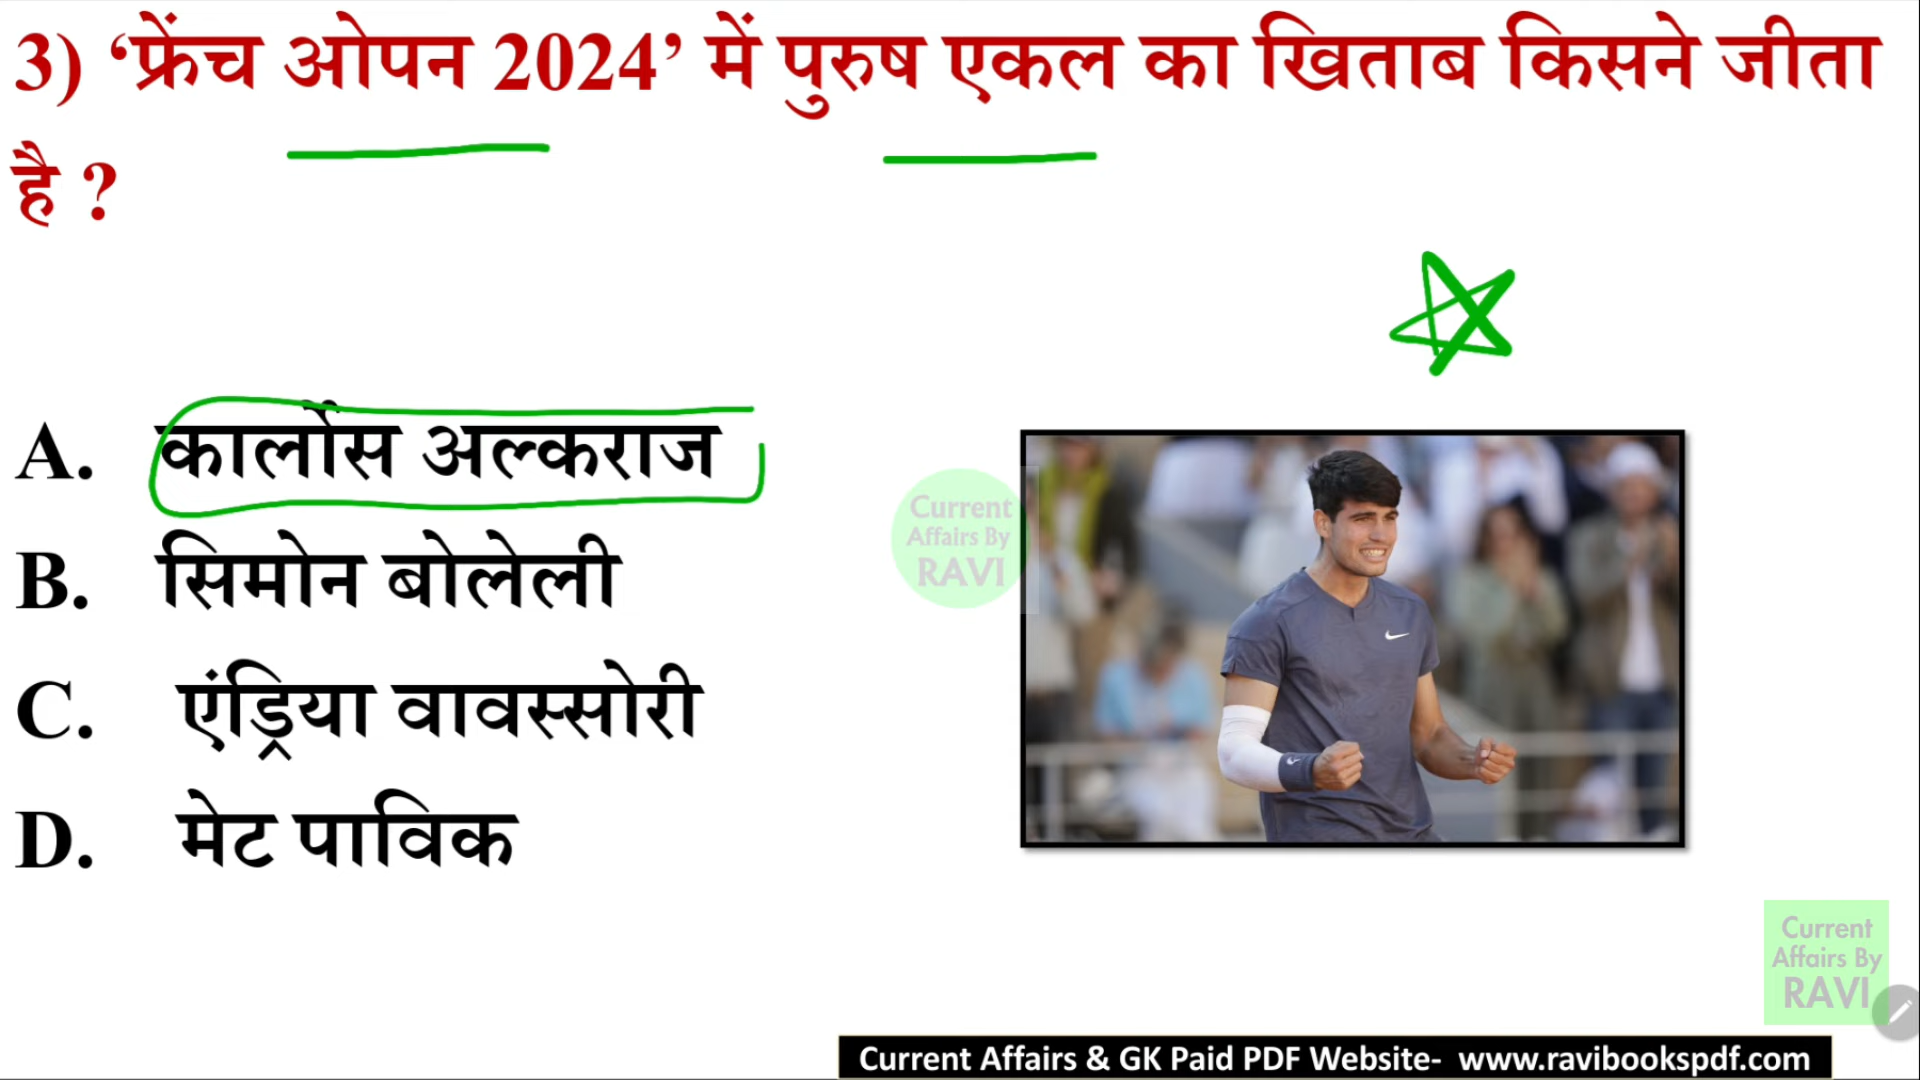 3) ‘फ्रेंच ओपन 2024’ में पुरुष एकल का खिताब किसने जीता
है ?
A. कार्लोस अल्कराज
B. सिमोन बोलेली
C. एंड्रिया वावस्सोरी
D. मेट पाविक
Current
Affairs By
RAVI
Current
Affairs By
RAVI
Current Affairs & GK Paid PDF Website- www.ravibookspdf.com